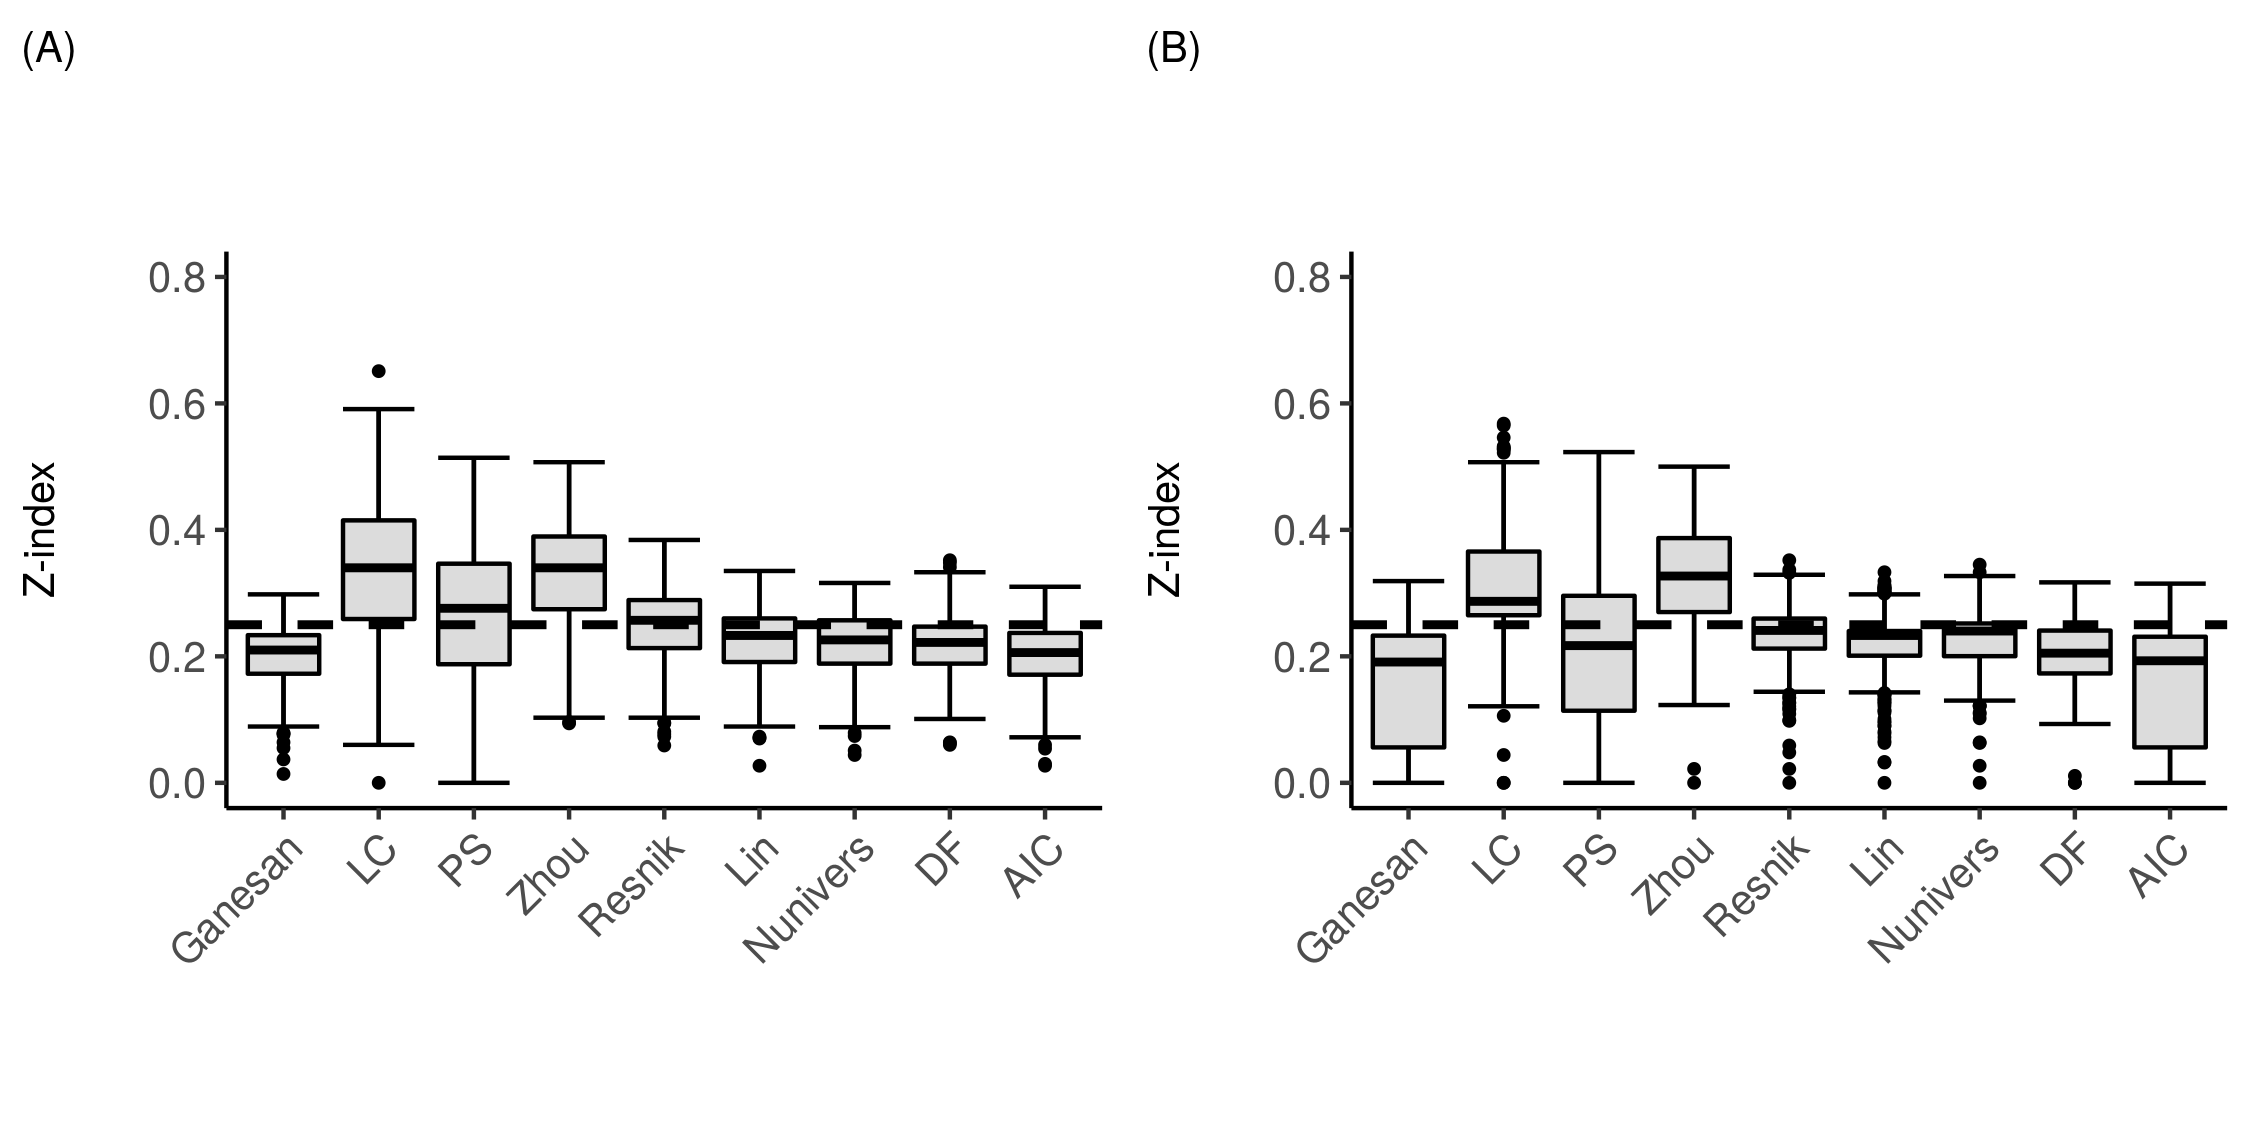 (A)
Z-index
0.8
0.6
0.4
0.2
0.0
Ganesan
LC
PS
Zhou
Resnik
Lin
Nunivers
DF
AIC
(B)
Z-index
0.8
0.6
0.4
0.2
0.0
Ganesan
LC
PS
Zhou
Resnik
Lin
Nunivers
DF
AIC